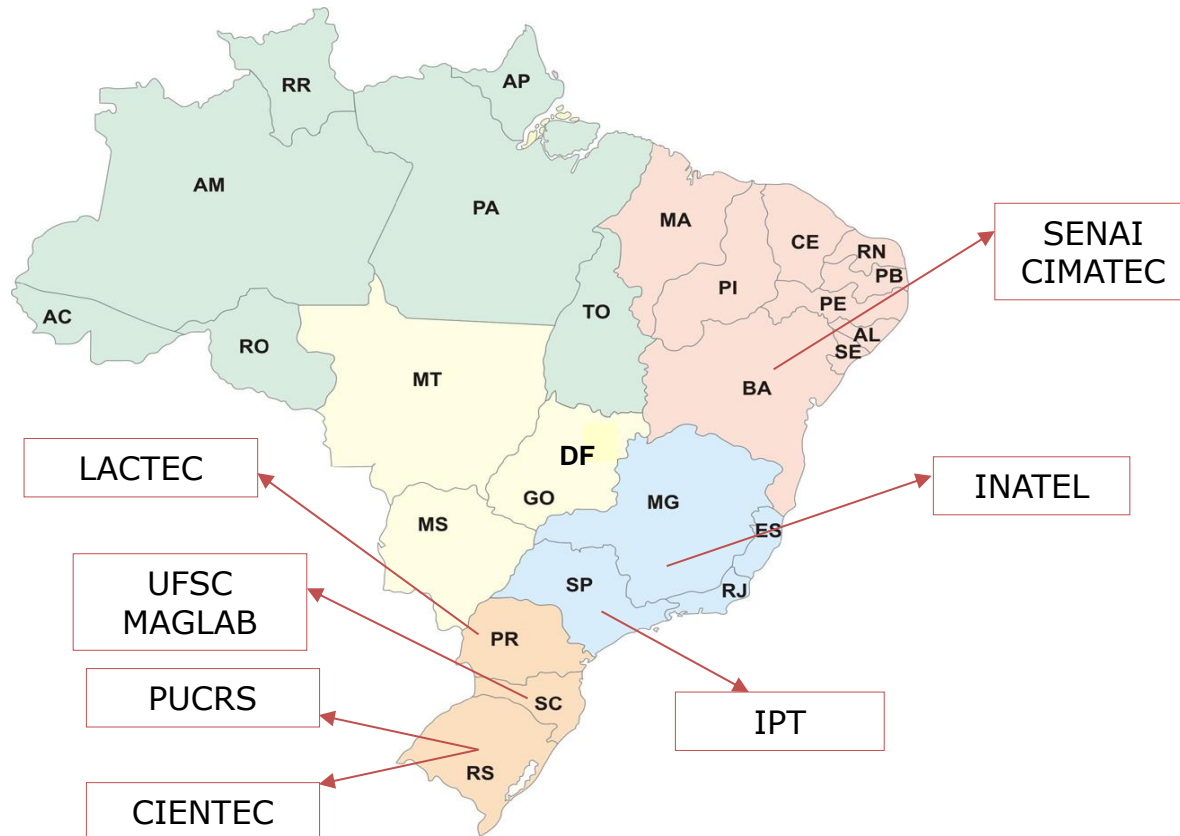 RR
AP
AM
PA
MA
CE
RN
PB
PI
PE
AL
SE
TO
AC
RO
MT
BA
DF
GO
MS
MG
ES
SP
RJ
PR
SC
RS
SENAI
CIMATEC
LACTEC
INATEL
UFSC
MAGLAB
PUCRS
IPT
CIENTEC